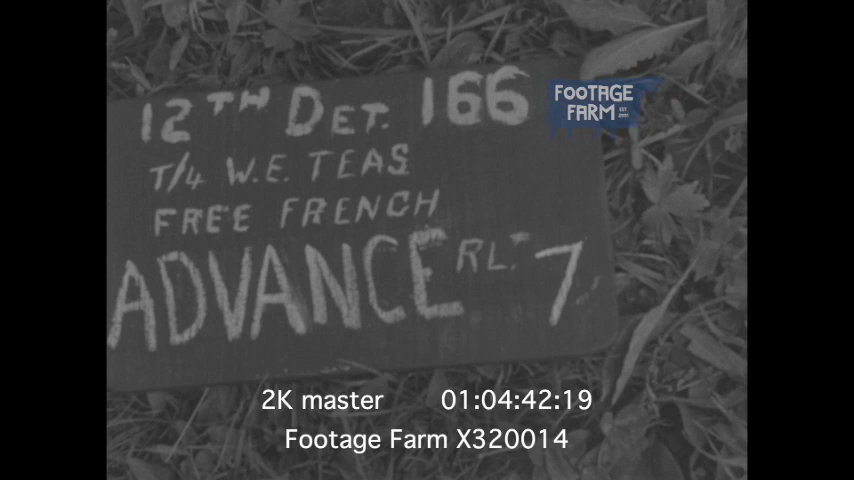 12TH DET. 166
T/4 W.E. TEAS
FREE FRENCH
ADVANCE RL. 7
FOOTAGE
FARM
2K master 01:04:42:19
Footage Farm X320014